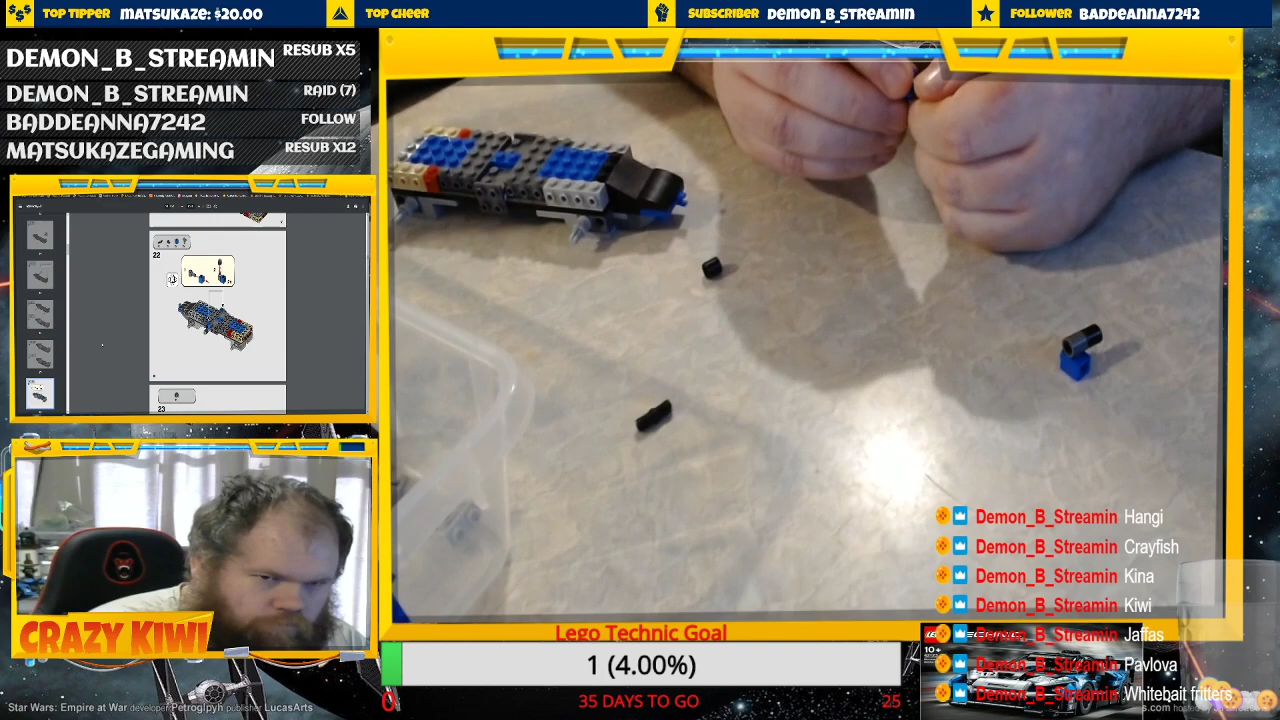 TOP TIPPER MATSUKAZE: $20.00
TOP CHEER
SUBSCRIBER DEMON_B_STREAMIN
FOLLOWER BADDEANNA7242
DEMON_B_STREAMIN RESUB X5
DEMON_B_STREAMIN RAID (7)
BADDEANNA7242 FOLLOW
MATSUKAZEGAMING RESUB X12
22
23
CRAZY KIWI
Demon_B_Streamin Hangi
Demon_B_Streamin Crayfish
Demon_B_Streamin Kina
Demon_B_Streamin Kiwi
Demon_B_Streamin Jaffas
Demon_B_Streamin Pavlova
Demon_B_Streamin Whitebait fritters
Lego Technic Goal
1 (4.00%)
0 35 DAYS TO GO 25
10+
Star Wars: Empire at War developer Petroglyph publisher LucasArts